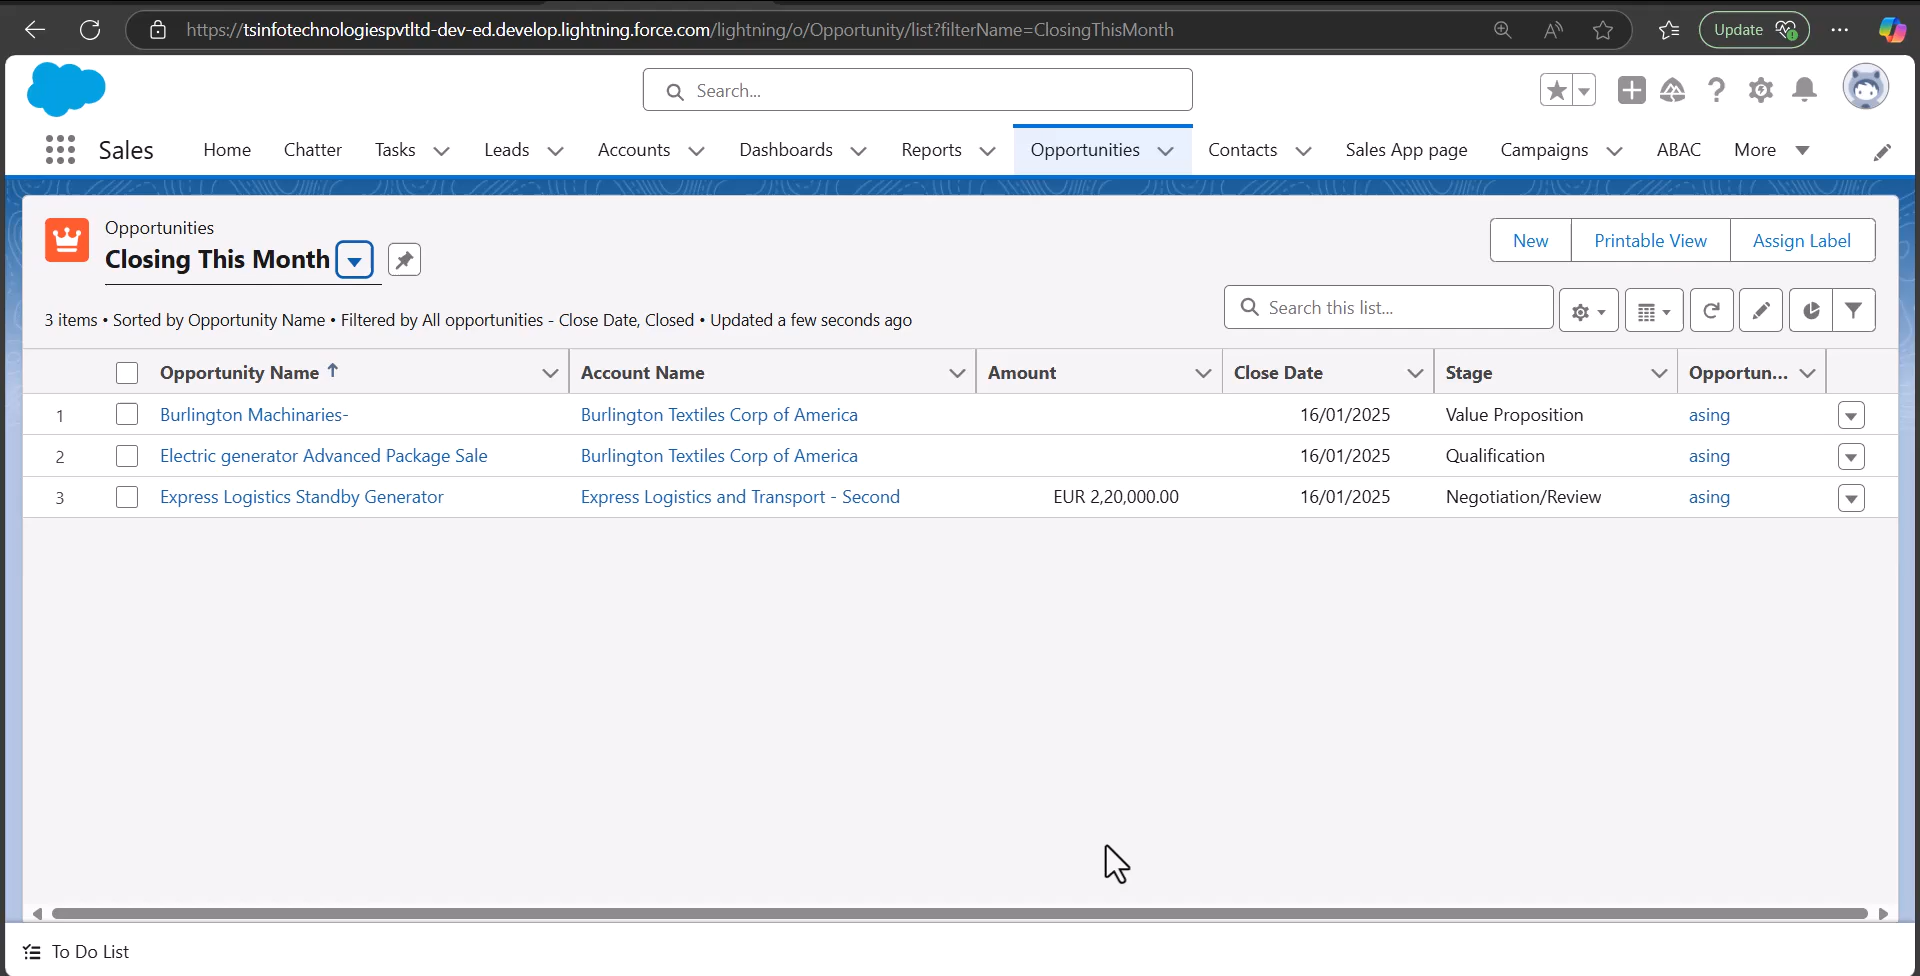 https://tsinfotechnologiespvtltd-dev-ed.develop.lightning.force.com/lightning/o/Opportunity/list?filterName=ClosingThisMonth
Update
Search...
Sales Home Chatter Tasks Leads Accounts Dashboards Reports Opportunities Contacts Sales App page Campaigns ABAC More
Opportunities
Closing This Month
New Printable View Assign Label
3 items • Sorted by Opportunity Name • Filtered by All opportunities - Close Date, Closed • Updated a few seconds ago
Search this list...
Opportunity Name Account Name Amount Close Date Stage Opportun...
1 Burlington Machinaries- Burlington Textiles Corp of America 16/01/2025 Value Proposition asing
2 Electric generator Advanced Package Sale Burlington Textiles Corp of America 16/01/2025 Qualification asing
3 Express Logistics Standby Generator Express Logistics and Transport - Second EUR 2,20,000.00 16/01/2025 Negotiation/Review asing
To Do List